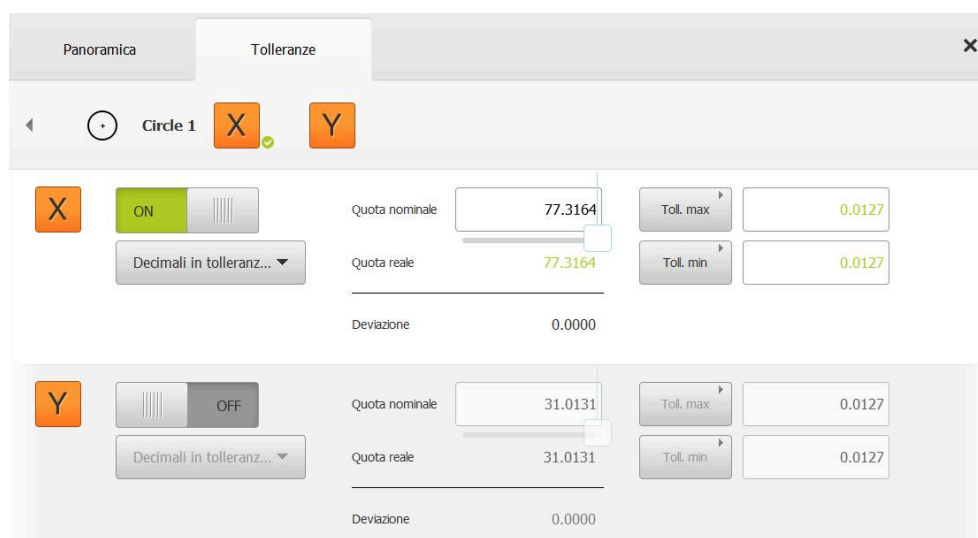 Panoramica Tolleranze ×
Circle 1 X Y
X ON Quota nominale 77.3164 Toll. max 0.0127
Decimali in tolleranz... Quota reale 77.3164 Toll. min 0.0127
Deviazione 0.0000
Y OFF Quota nominale 31.0131 Toll. max 0.0127
Decimali in tolleranz... Quota reale 31.0131 Toll. min 0.0127
Deviazione 0.0000